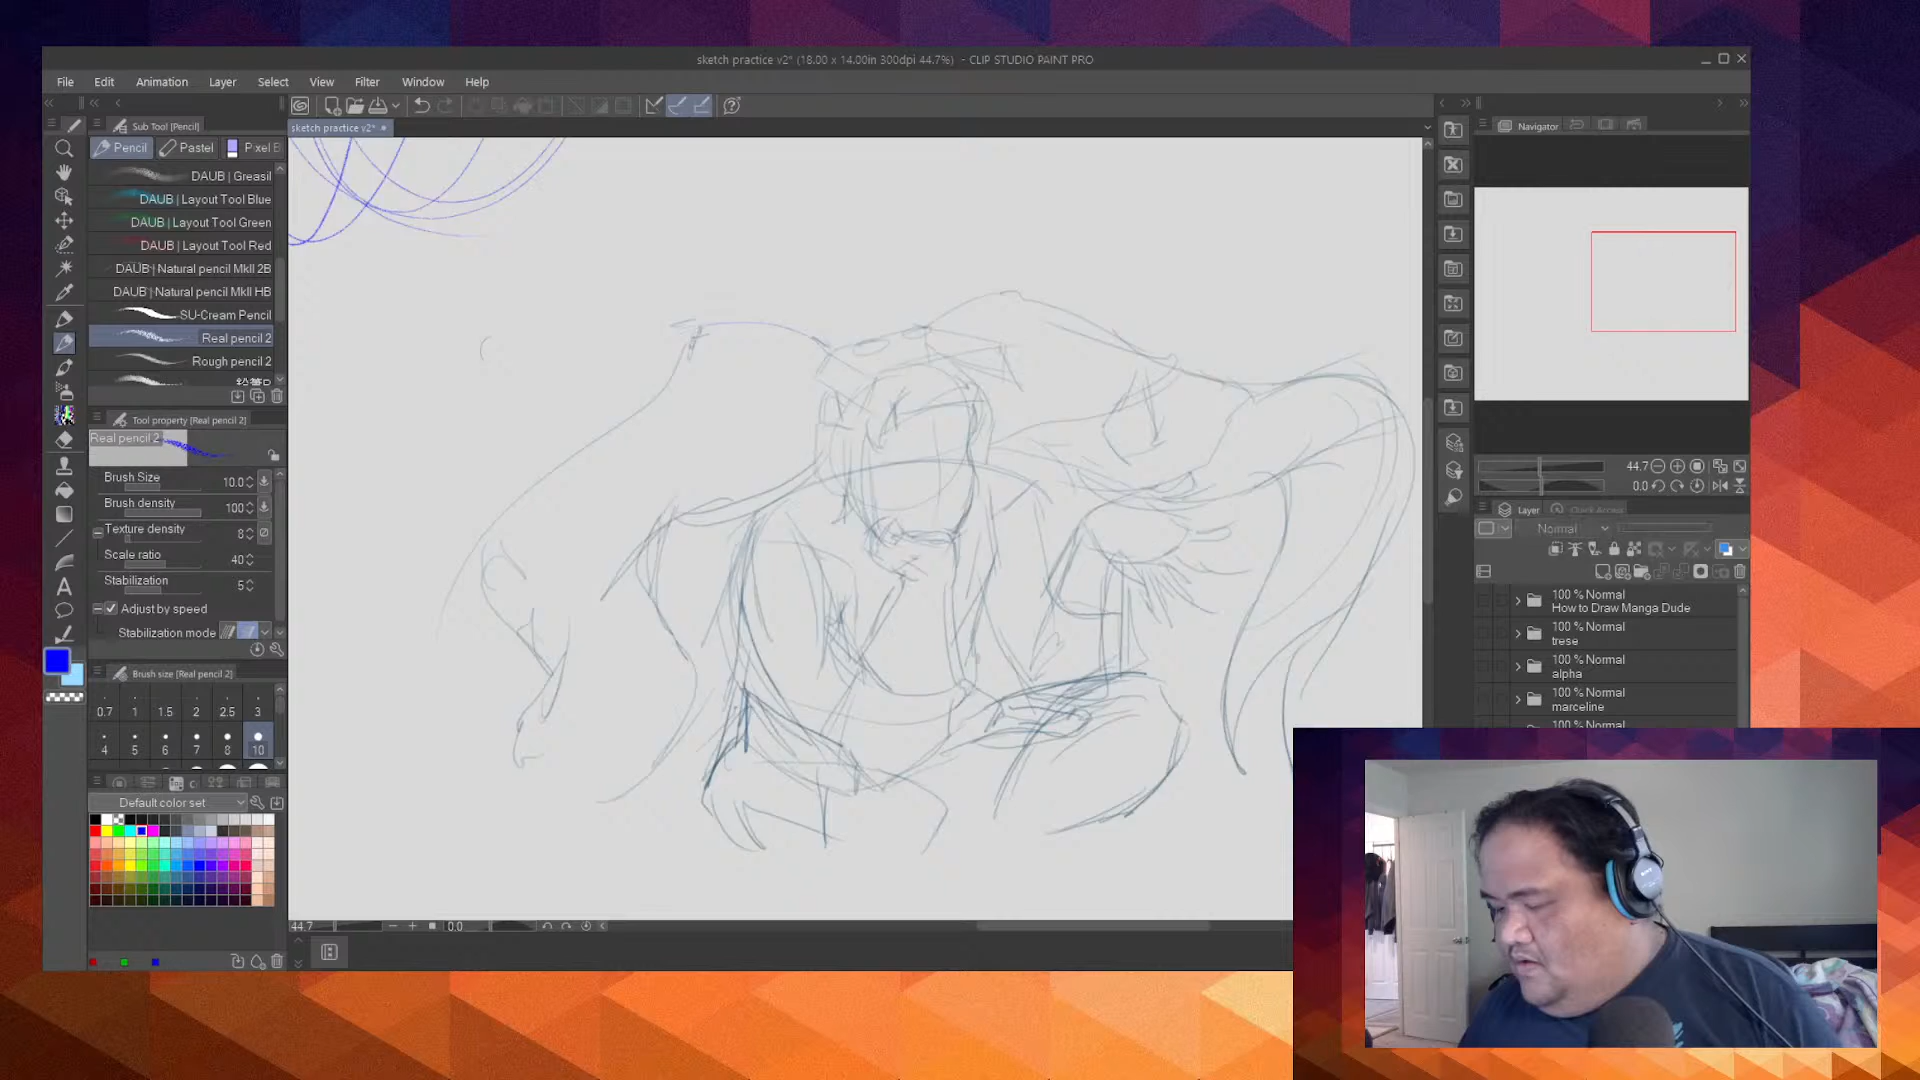 sketch practice v2* (18.00 x 14.00in 300dpi 44.7%) - CLIP STUDIO PAINT PRO
File Edit Animation Layer Select View Filter Window Help
Sub Tool [Pencil]
sketch practice v2*
Navigator
Pencil Pastel Pixel B
DAUB | Greasil
DAUB | Layout Tool Blue
DAUB | Layout Tool Green
DAUB | Layout Tool Red
DAUB | Natural pencil MkII 2B
DAUB | Natural pencil MkII HB
SU-Cream Pencil
Real pencil 2
Rough pencil 2
Tool property [Real pencil 2]
Real pencil 2
Brush Size 10.0
Brush density 100
Texture density 8
Scale ratio 40
Stabilization 5
Adjust by speed
Stabilization mode
Brush size [Real pencil 2]
0.7 1 1.5 2 2.5 3
4 5 6 7 8 10
Default color set
44.7 0.0
44.7
0.0
Layer Quick Access
Normal
100 % Normal
How to Draw Manga Dude
100 % Normal
trese
100 % Normal
alpha
100 % Normal
marceline
100 % Normal
SONY